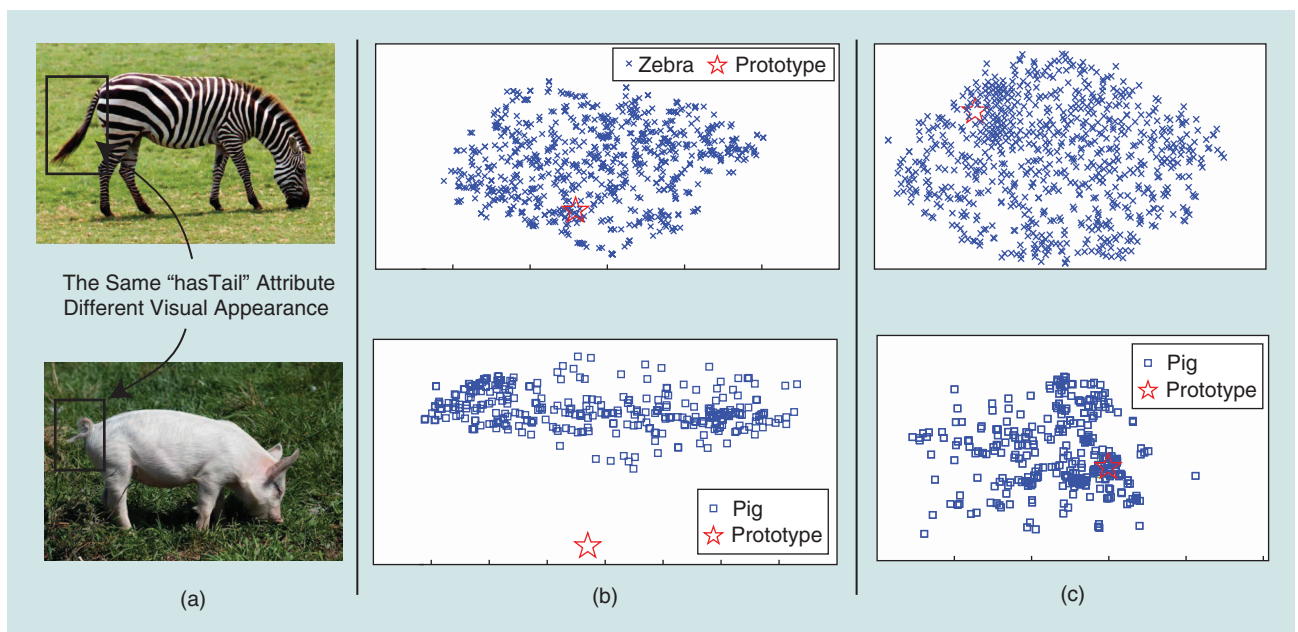 The Same “hasTail” Attribute
Different Visual Appearance
(a)
Zebra Prototype
Pig
Prototype
(b)
Pig
Prototype
(c)